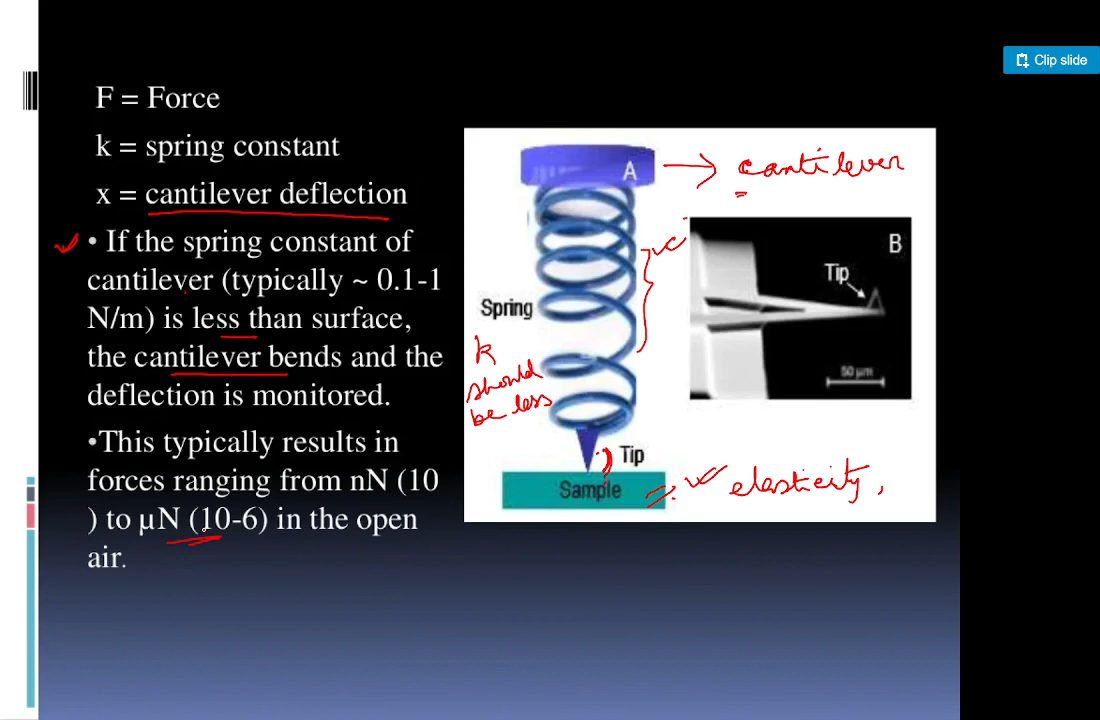 Clip slide
F = Force
k = spring constant
x = cantilever deflection
• If the spring constant of
cantilever (typically ~ 0.1-1
N/m) is less than surface,
the cantilever bends and the
deflection is monitored.
•This typically results in
forces ranging from nN (10
) to µN (10-6) in the open
air.
A
cantilever
B
Tip
Spring
50 µm
k
should
be less
Tip
Sample
elasticity,